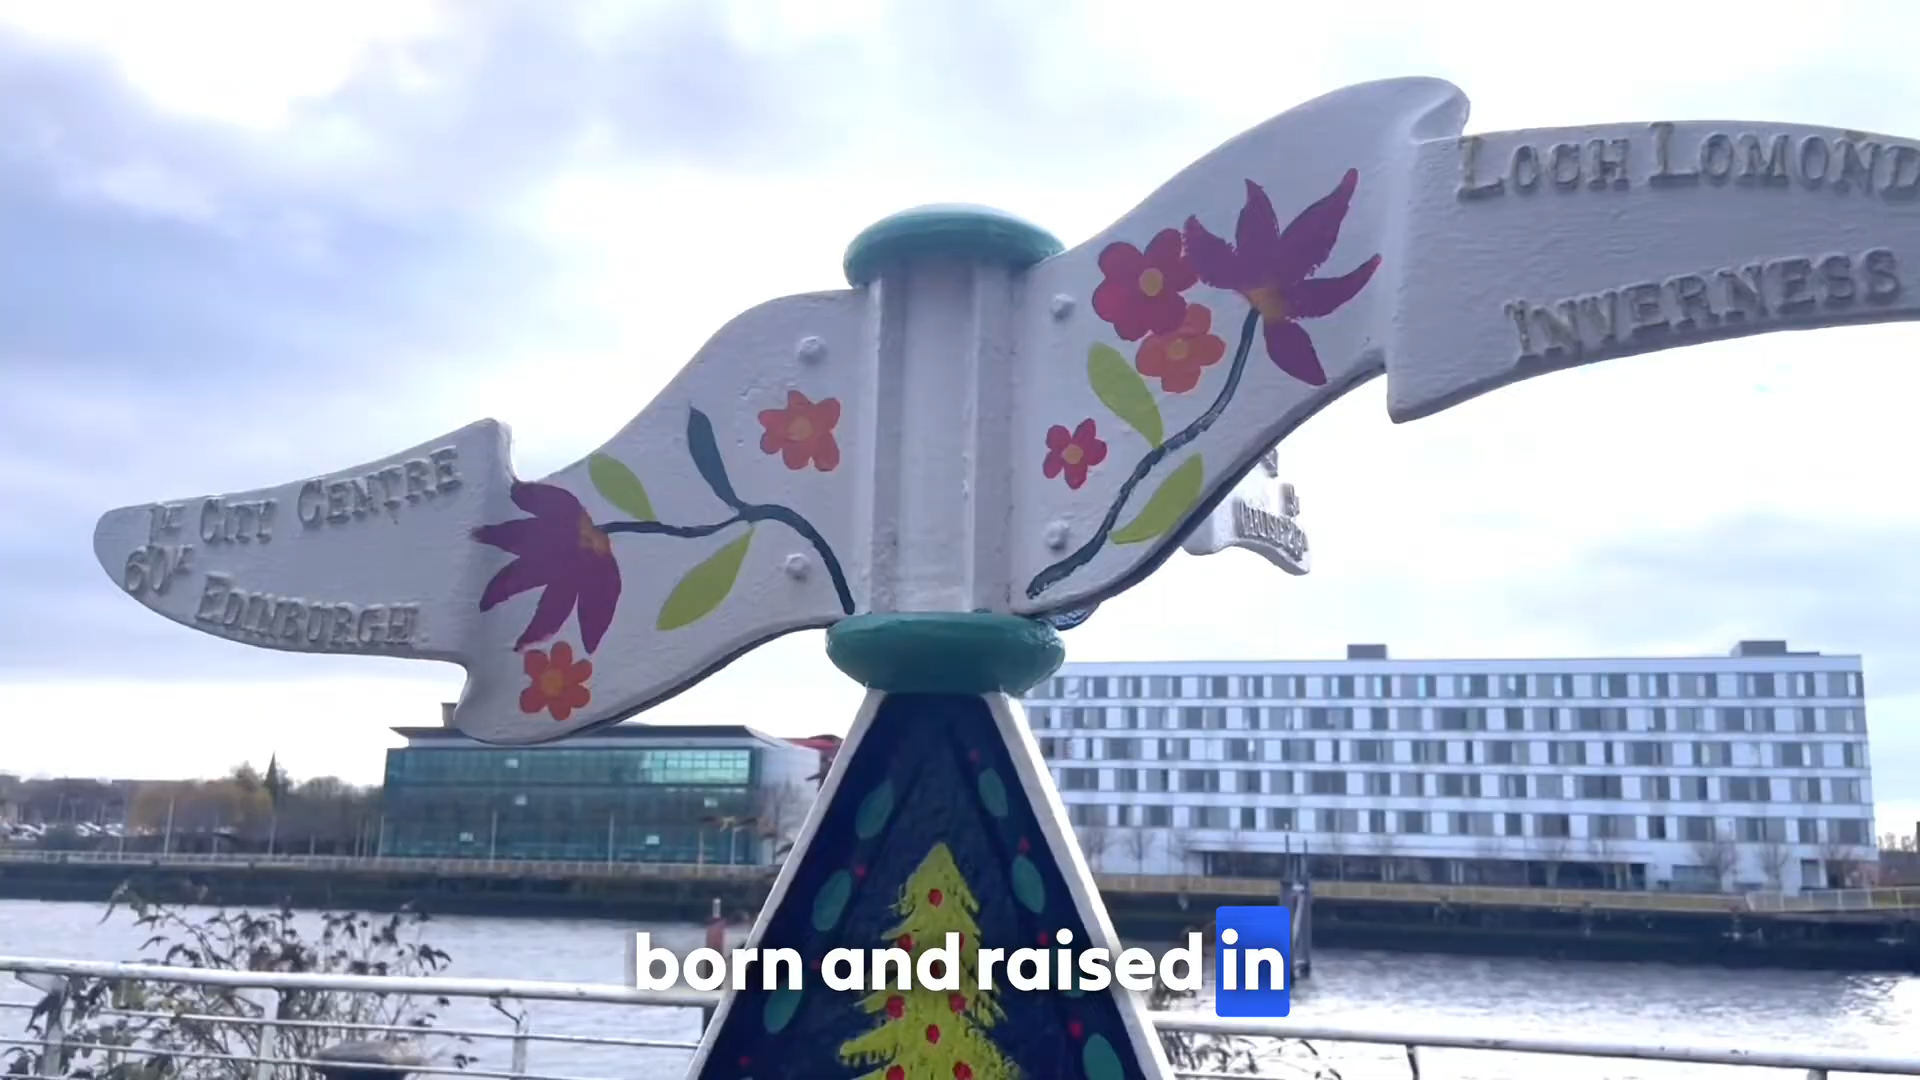 1M CITY CENTRE
60M EDINBURGH
LOCH LOMOND
INVERNESS
born and raised in